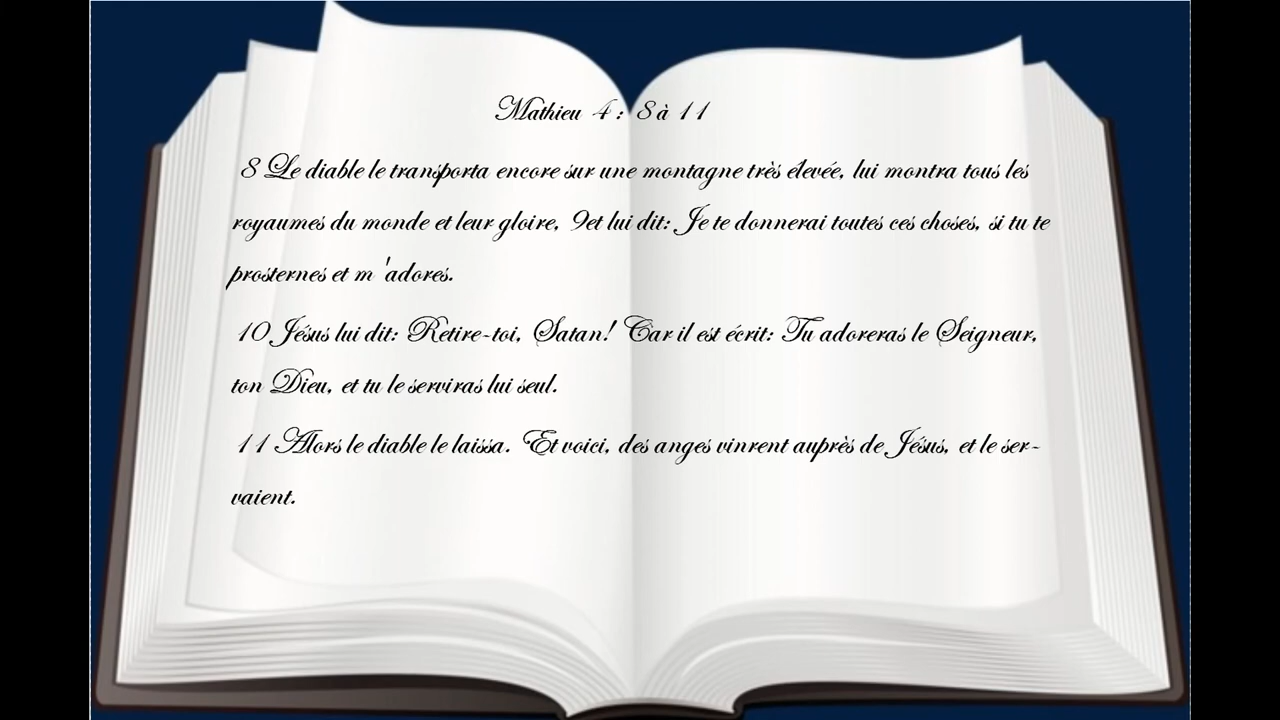 Mathieu 4 : 8 à 11
8 Le diable le transporta encore sur une montagne très élevée, lui montra tous les
royaumes du monde et leur gloire, 9et lui dit: Je te donnerai toutes ces choses, si tu te
prosternes et m 'adores.
10 Jésus lui dit: Retire-toi, Satan! Car il est écrit: Tu adoreras le Seigneur,
ton Dieu, et tu le serviras lui seul.
11 Alors le diable le laissa. Et voici, des anges vinrent auprès de Jésus, et le ser-
vaient.